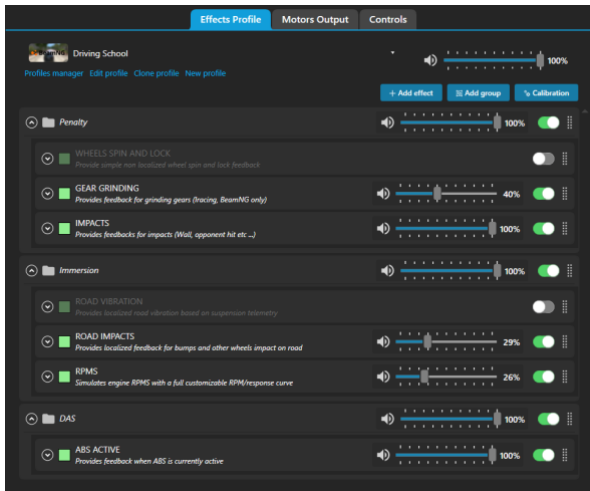 Effects Profile Motors Output Controls
Driving School
100%
Profiles manager Edit profile Clone profile New profile
+ Add effect Add group Calibration
Penalty 100%
WHEELS SPIN AND LOCK
Provide simple non localized wheel spin and lock feedback
GEAR GRINDING
Provides feedback for grinding gears (Iracing, BeamNG only)
40%
IMPACTS
Provides feedbacks for impacts (Wall, opponent hit etc ...)
100%
Immersion 100%
ROAD VIBRATION
Provides localized road vibration based on suspension telemetry
ROAD IMPACTS
Provides localized feedback for bumps and other wheels impact on road
29%
RPMS
Simulates engine RPMS with a full customizable RPM/response curve
26%
DAS 100%
ABS ACTIVE
Provides feedback when ABS is currently active
100%